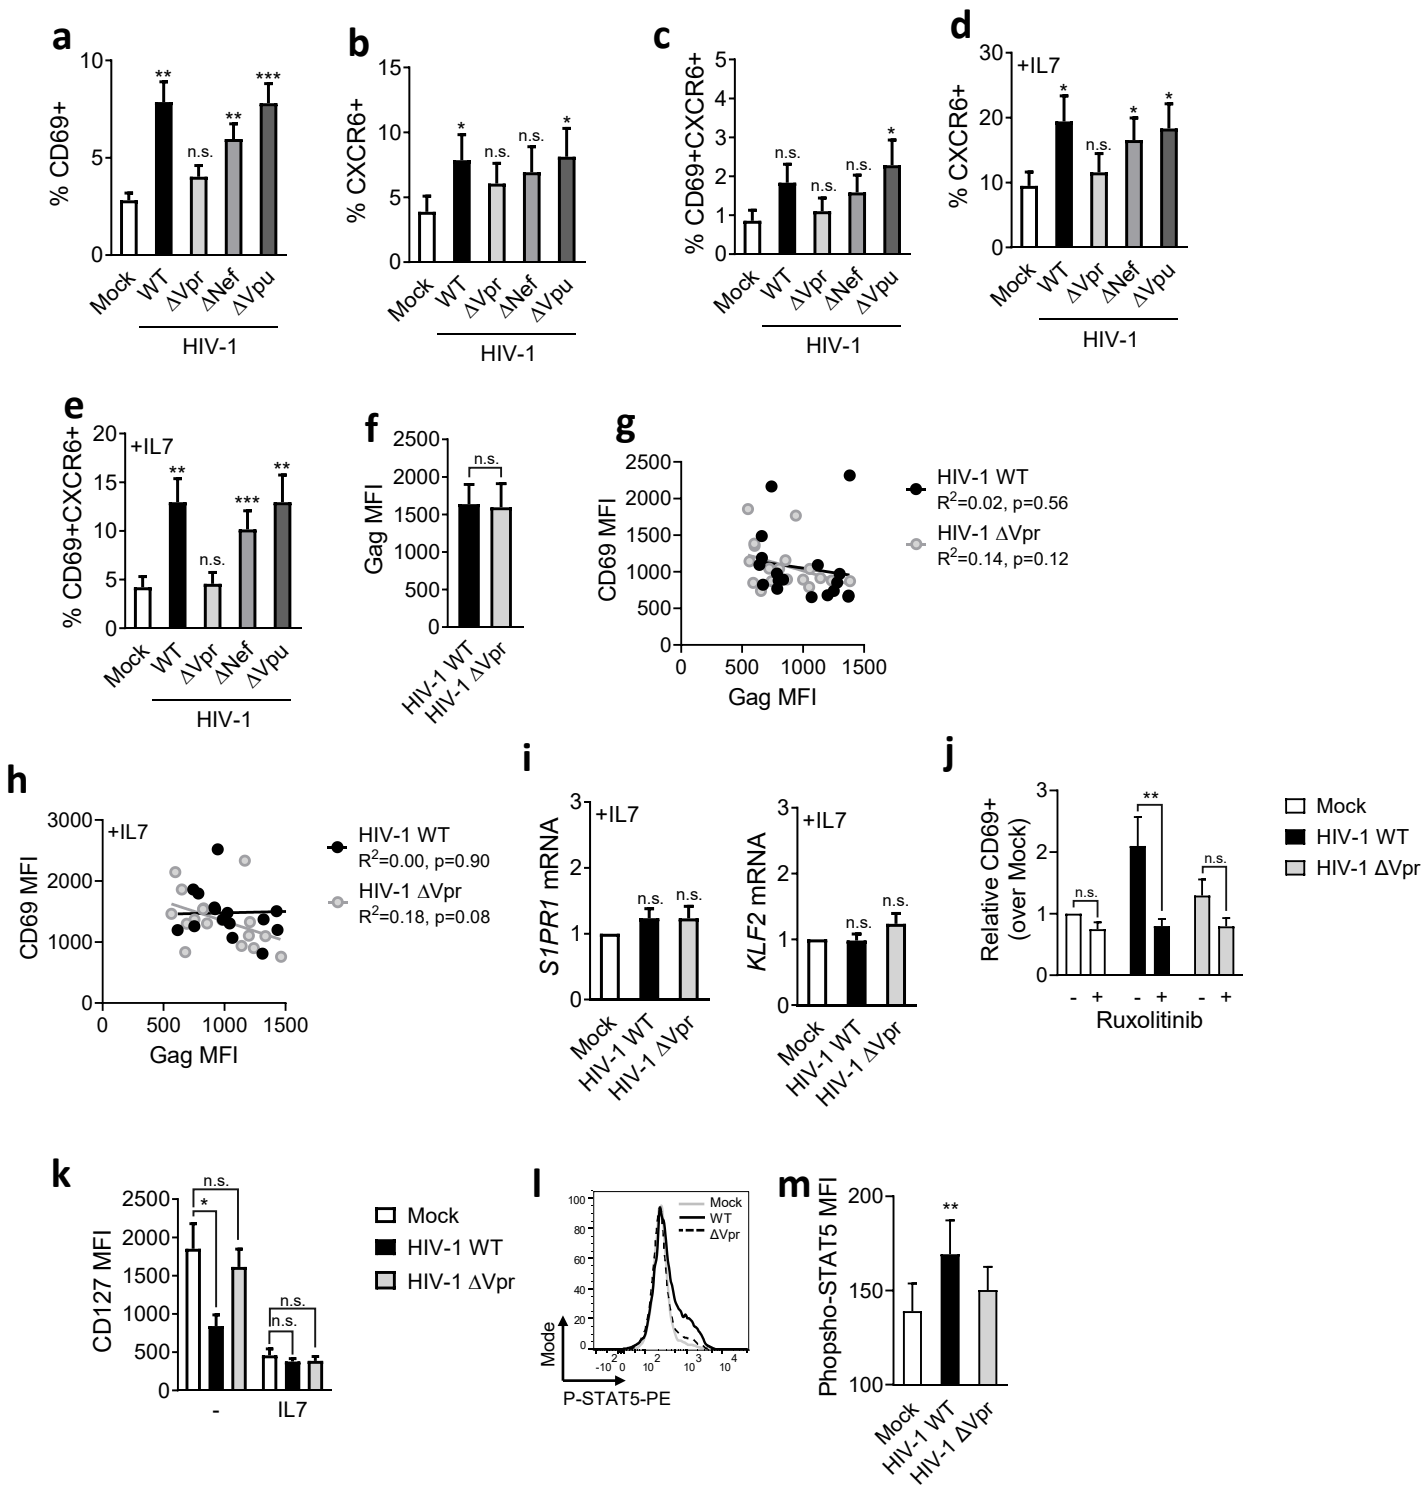 a
% CD69+
10
5
0
**
n.s.
**
***
Mock
WT
ΔVpr
ΔNef
ΔVpu
HIV-1
b
% CXCR6+
15
10
5
0
*
n.s.
n.s.
*
Mock
WT
ΔVpr
ΔNef
ΔVpu
HIV-1
c
% CD69+CXCR6+
5
4
3
2
1
0
n.s.
n.s.
n.s.
*
Mock
WT
ΔVpr
ΔNef
ΔVpu
HIV-1
d
% CXCR6+
30
20
10
0
+IL7
*
n.s.
*
*
Mock
WT
ΔVpr
ΔNef
ΔVpu
HIV-1
e
% CD69+CXCR6+
20
15
10
5
0
+IL7
**
n.s.
***
**
Mock
WT
ΔVpr
ΔNef
ΔVpu
HIV-1
f
Gag MFI
2500
2000
1500
1000
500
0
n.s.
HIV-1 WT
HIV-1 ΔVpr
g
CD69 MFI
2500
2000
1500
1000
500
0
0 500 1000 1500
Gag MFI
HIV-1 WT
R2=0.02, p=0.56
HIV-1 ΔVpr
R2=0.14, p=0.12
h
CD69 MFI
3000
2000
1000
0
+IL7
0 500 1000 1500
Gag MFI
HIV-1 WT
R2=0.00, p=0.90
HIV-1 ΔVpr
R2=0.18, p=0.08
i
S1PR1 mRNA
3
2
1
0
+IL7
n.s.
n.s.
Mock
HIV-1 WT
HIV-1 ΔVpr
KLF2 mRNA
3
2
1
0
+IL7
n.s.
n.s.
Mock
HIV-1 WT
HIV-1 ΔVpr
j
Relative CD69+
(over Mock)
3
2
1
0
n.s.
**
n.s.
- + - + - +
Ruxolitinib
Mock
HIV-1 WT
HIV-1 ΔVpr
k
CD127 MFI
2500
2000
1500
1000
500
0
n.s.
*
n.s.
n.s.
- IL7
Mock
HIV-1 WT
HIV-1 ΔVpr
l
Mode
100
80
60
40
20
0
Mock
WT
ΔVpr
-10 2 0 10 2 10 3 10 4
P-STAT5-PE
m
Phopsho-STAT5 MFI
200
150
100
**
Mock
HIV-1 WT
HIV-1 ΔVpr